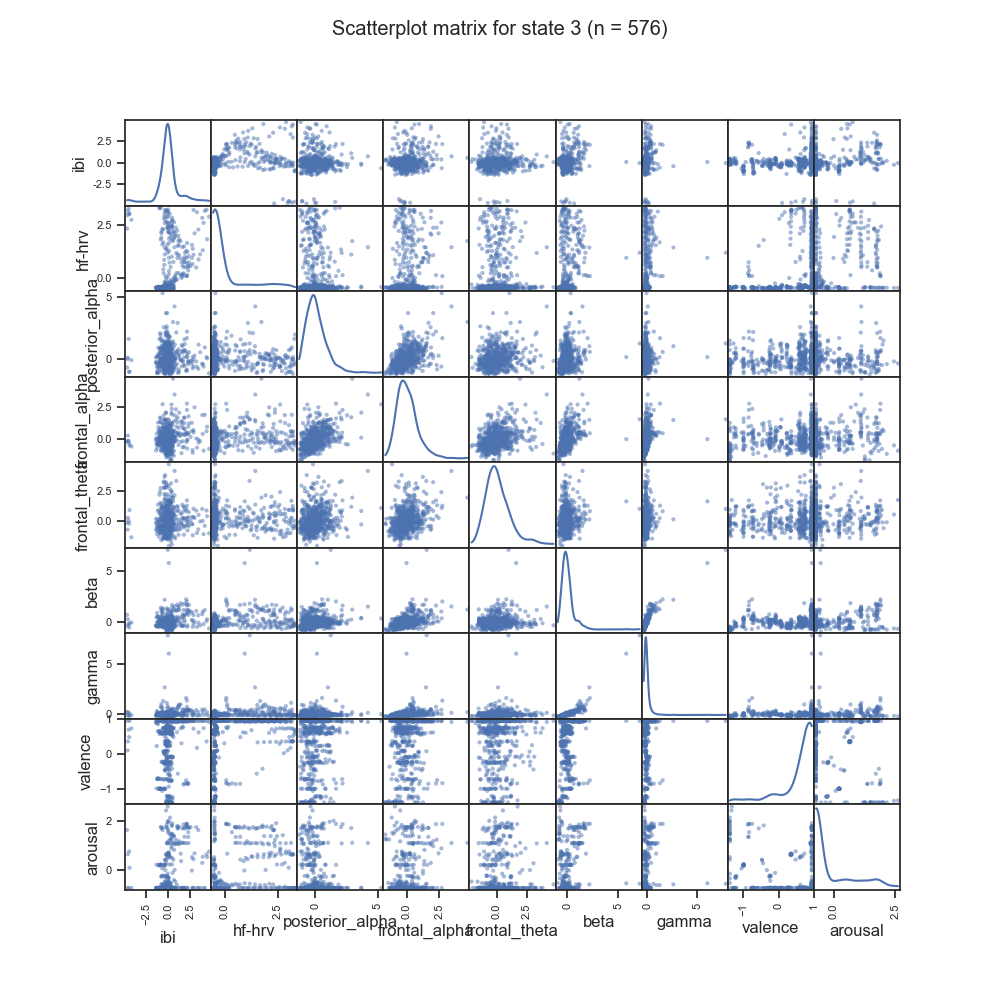 Scatterplot matrix for state 3 (n = 576)
ibi
2.5
0.0
−2.5
hf-hrv
2.5
0.0
posterior_alpha
5
0
frontal_alpha
2.5
0.0
frontal_theta
2.5
0.0
beta
5
0
gamma
5
0
valence
1
0
−1
arousal
2
0
−2.5
0.0
2.5
0.0
2.5
0
5
0.0
2.5
0.0
2.5
0
5
0
5
−1
0
1
0.0
2.5
ibi
hf-hrv
posterior_alpha
frontal_alpha
frontal_theta
beta
gamma
valence
arousal